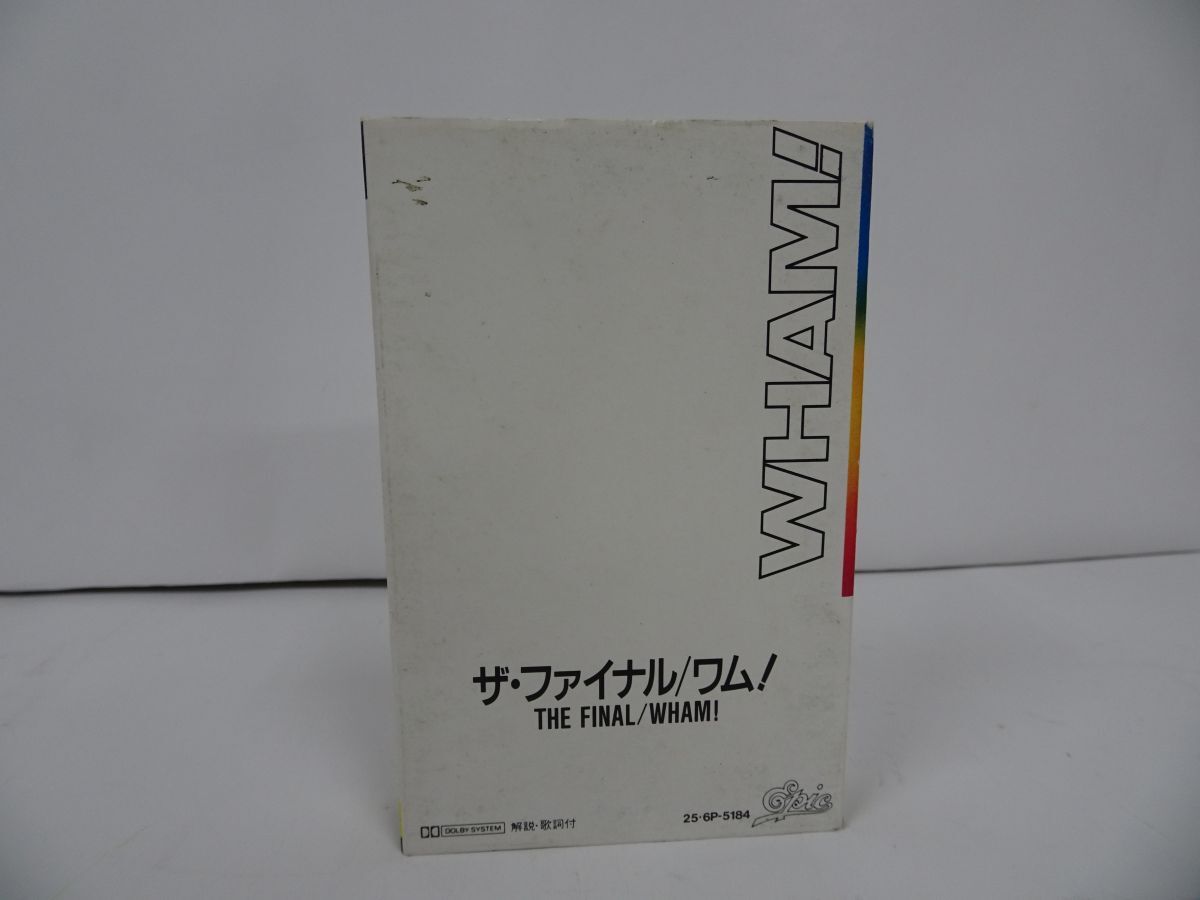 WHAM!
ザ・ファイナル/ワム!
THE FINAL/WHAM!
DOLBY SYSTEM 解説・歌詞付
25・6P-5184
Epic